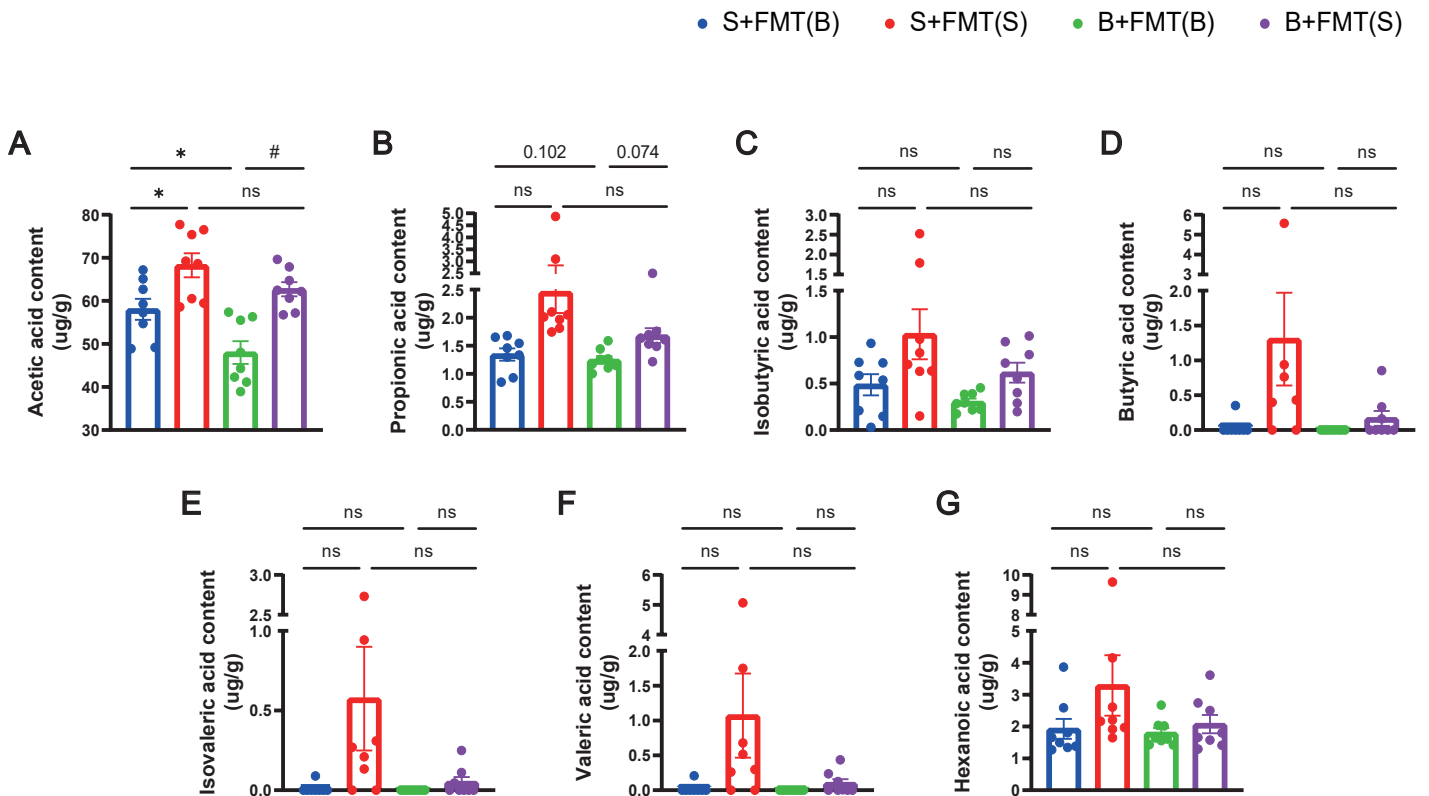 S+FMT(B) S+FMT(S) B+FMT(B) B+FMT(S)
A
* #
* ns
Acetic acid content
(ug/g)
80
70
60
50
40
30
B
0.102 0.074
ns ns
Propionic acid content
(ug/g)
5.0
4.5
4.0
3.5
3.0
2.5
2.5
2.0
1.5
1.0
0.5
0.0
C
ns ns
ns ns
Isobutyric acid content
(ug/g)
3.0
2.5
2.0
1.5
1.5
1.0
0.5
0.0
D
ns ns
ns ns
Butyric acid content
(ug/g)
6
5
4
3
2.0
1.5
1.0
0.5
0.0
E
ns ns
ns ns
Isovaleric acid content
(ug/g)
3.0
2.5
1.0
0.5
0.0
F
ns ns
ns ns
Valeric acid content
(ug/g)
6
5
4
2.0
1.5
1.0
0.5
0.0
G
ns ns
ns ns
Hexanoic acid content
(ug/g)
10
9
8
5
4
3
2
1
0